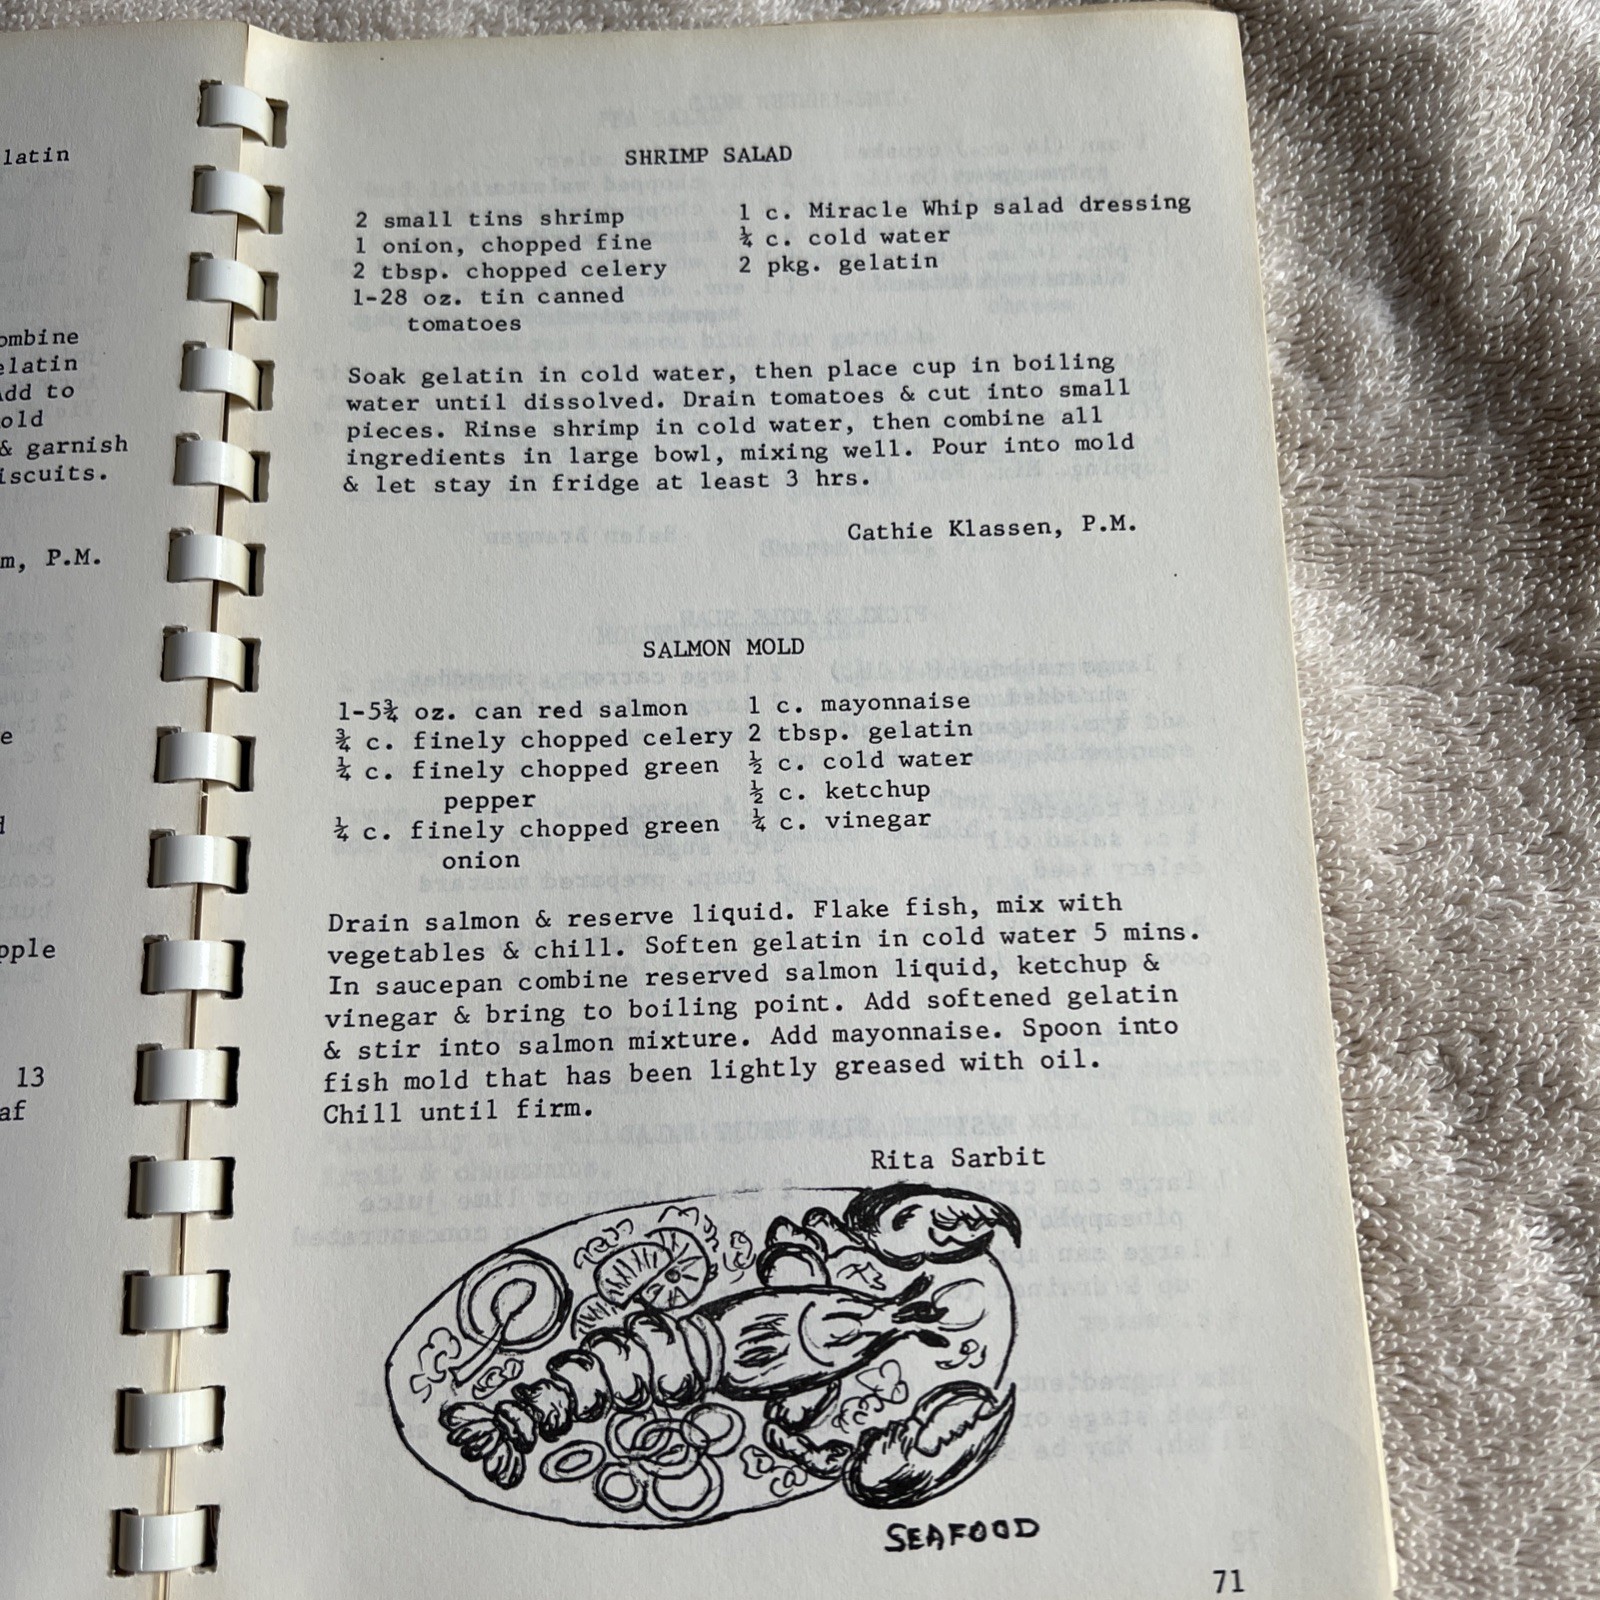 latin
ombine
elatin
add to
old
& garnish
iscuits.
m, P.M.
e
d
pple
13
af
SHRIMP SALAD
2 small tins shrimp
1 onion, chopped fine
2 tbsp. chopped celery
1-28 oz. tin canned
tomatoes
1 c. Miracle Whip salad dressing
¼ c. cold water
2 pkg. gelatin
Soak gelatin in cold water, then place cup in boiling
water until dissolved. Drain tomatoes & cut into small
pieces. Rinse shrimp in cold water, then combine all
ingredients in large bowl, mixing well. Pour into mold
& let stay in fridge at least 3 hrs.
Cathie Klassen, P.M.
SALMON MOLD
1-5¾ oz. can red salmon
¾ c. finely chopped celery
¼ c. finely chopped green
pepper
¼ c. finely chopped green
onion
1 c. mayonnaise
2 tbsp. gelatin
½ c. cold water
½ c. ketchup
¼ c. vinegar
Drain salmon & reserve liquid. Flake fish, mix with
vegetables & chill. Soften gelatin in cold water 5 mins.
In saucepan combine reserved salmon liquid, ketchup &
vinegar & bring to boiling point. Add softened gelatin
& stir into salmon mixture. Add mayonnaise. Spoon into
fish mold that has been lightly greased with oil.
Chill until firm.
Rita Sarbit
SEAFOOD
71